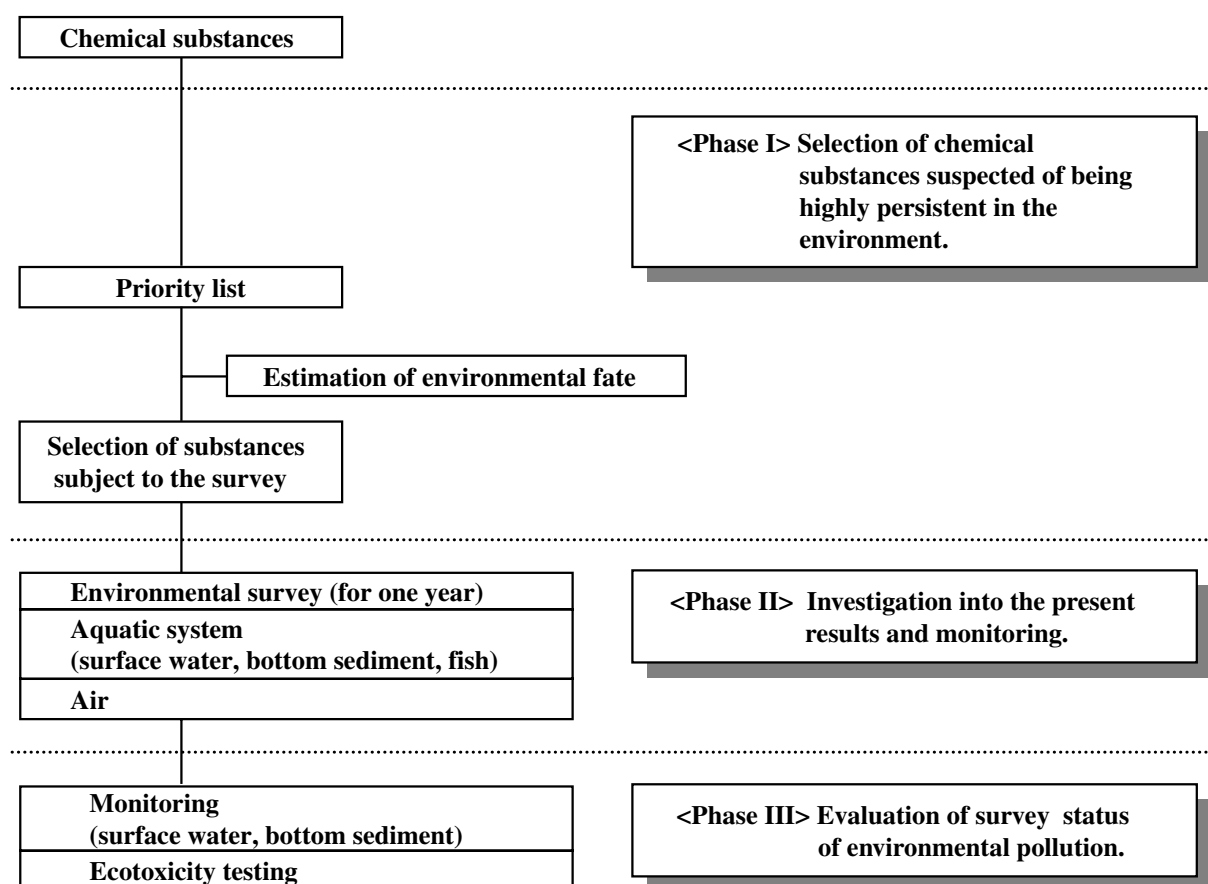 Chemical substances
<Phase I> Selection of chemical
substances suspected of being
highly persistent in the
environment.
Priority list
Estimation of environmental fate
Selection of substances
subject to the survey
Environmental survey (for one year)
Aquatic system
(surface water, bottom sediment, fish)
Air
<Phase II> Investigation into the present
results and monitoring.
Monitoring
(surface water, bottom sediment)
Ecotoxicity testing
<Phase III> Evaluation of survey status
of environmental pollution.